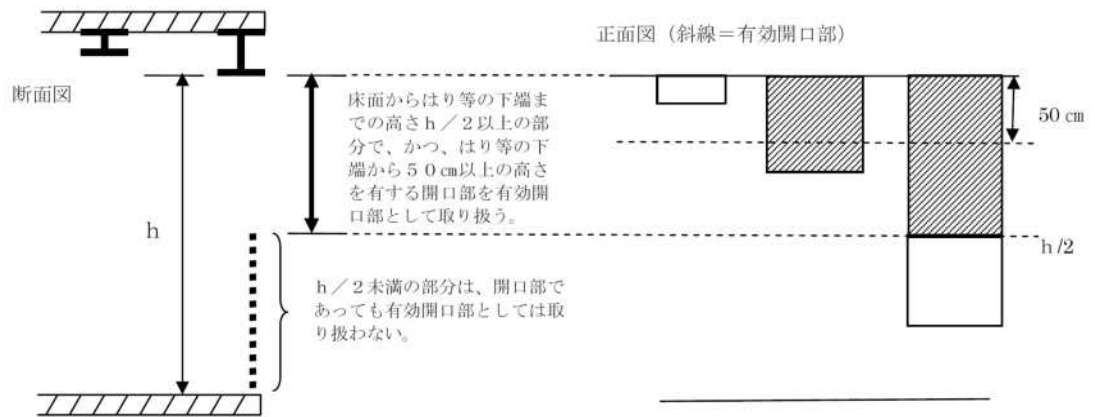 正面図（斜線＝有効開口部）
断面図
床面からはり等の下端ま
での高さｈ／２以上の部
分で、かつ、はり等の下
端から５０㎝以上の高さ
を有する開口部を有効開
口部として取り扱う。
50 ㎝
ｈ
ｈ/2
ｈ／２未満の部分は、開口部で
あっても有効開口部としては取
り扱わない。